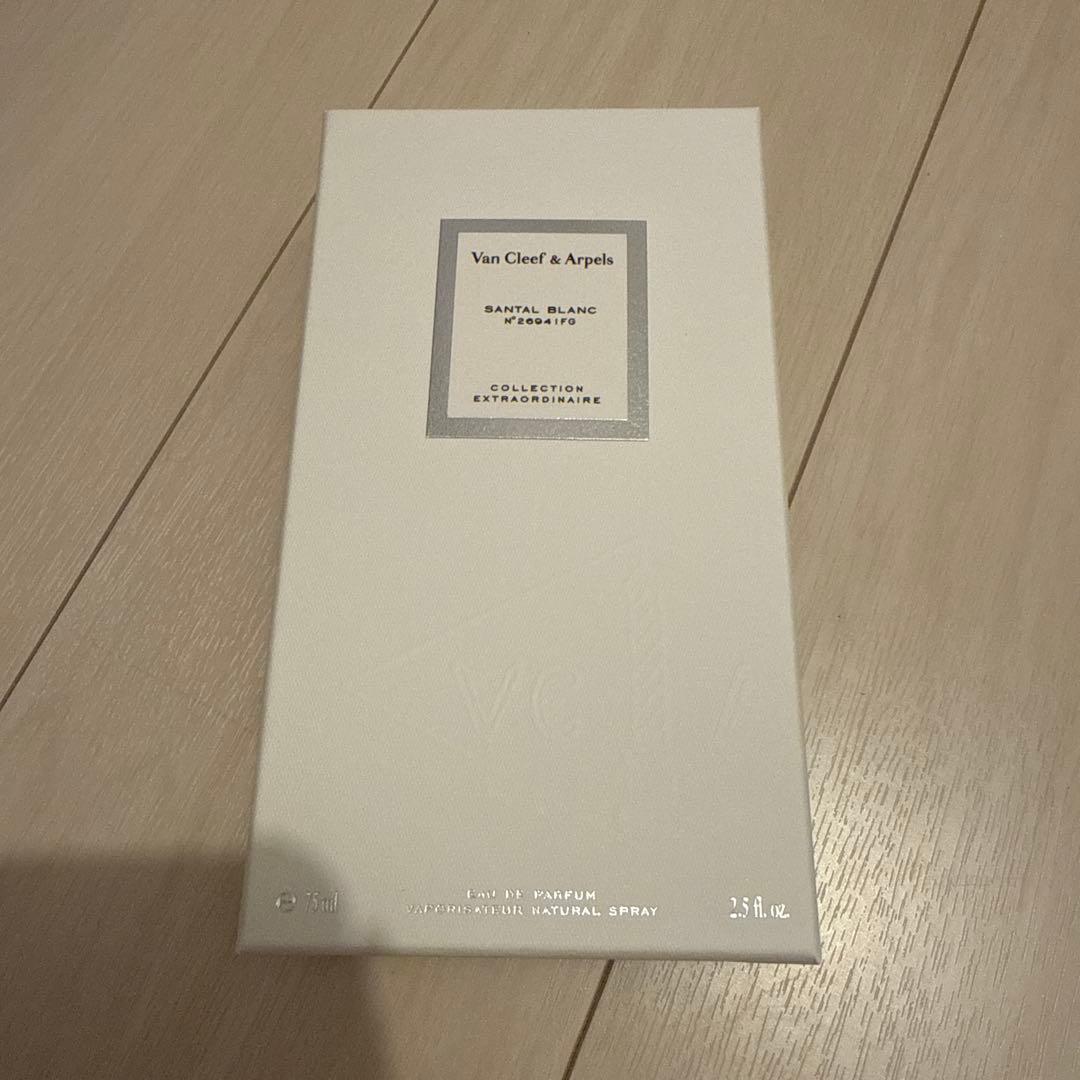 Van Cleef & Arpels
SANTAL BLANC
N°26941FG
COLLECTION
EXTRAORDINAIRE
VCA
EAU DE PARFUM
75 ml
VAPORISATEUR NATURAL SPRAY
2.5 fl. oz.